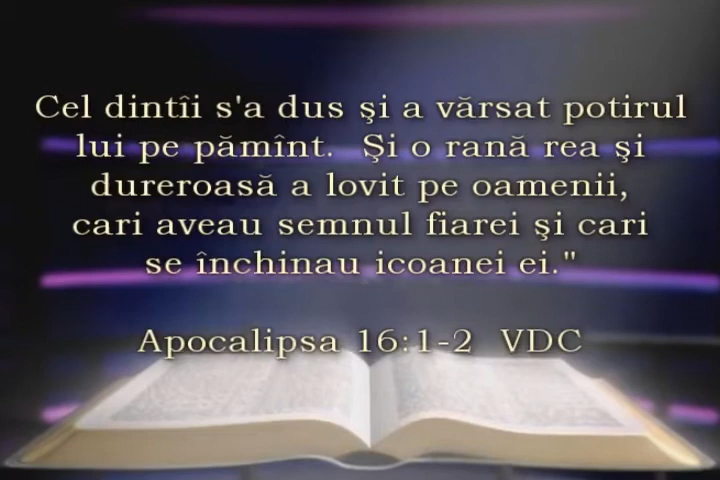 Cel dintîi s'a dus şi a vărsat potirul
lui pe pămînt.  Şi o rană rea şi
dureroasă a lovit pe oamenii,
cari aveau semnul fiarei şi cari
se închinau icoanei ei."
Apocalipsa 16:1-2  VDC